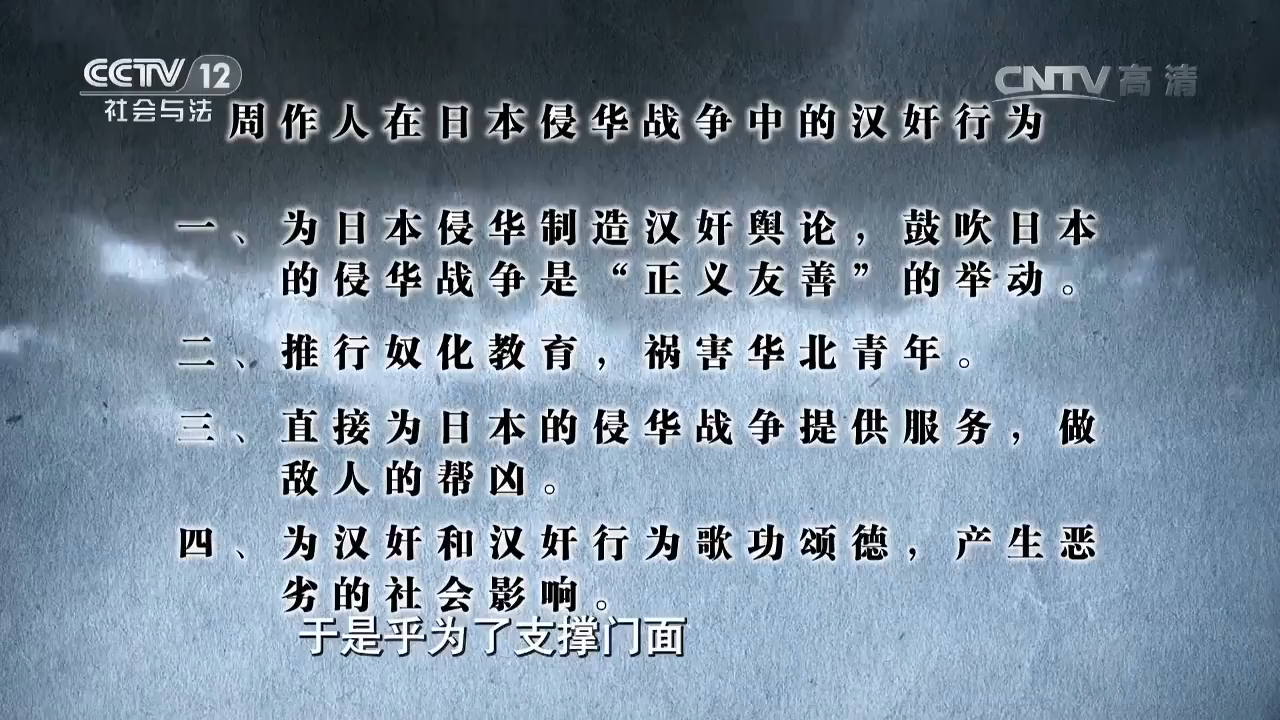 CCTV 12
社会与法
CNTV高清
周作人在日本侵华战争中的汉奸行为
一、为日本侵华制造汉奸舆论，鼓吹日本
的侵华战争是“正义友善”的举动。
二、推行奴化教育，祸害华北青年。
三、直接为日本的侵华战争提供服务，做
敌人的帮凶。
四、为汉奸和汉奸行为歌功颂德，产生恶
劣的社会影响。
于是乎为了支撑门面